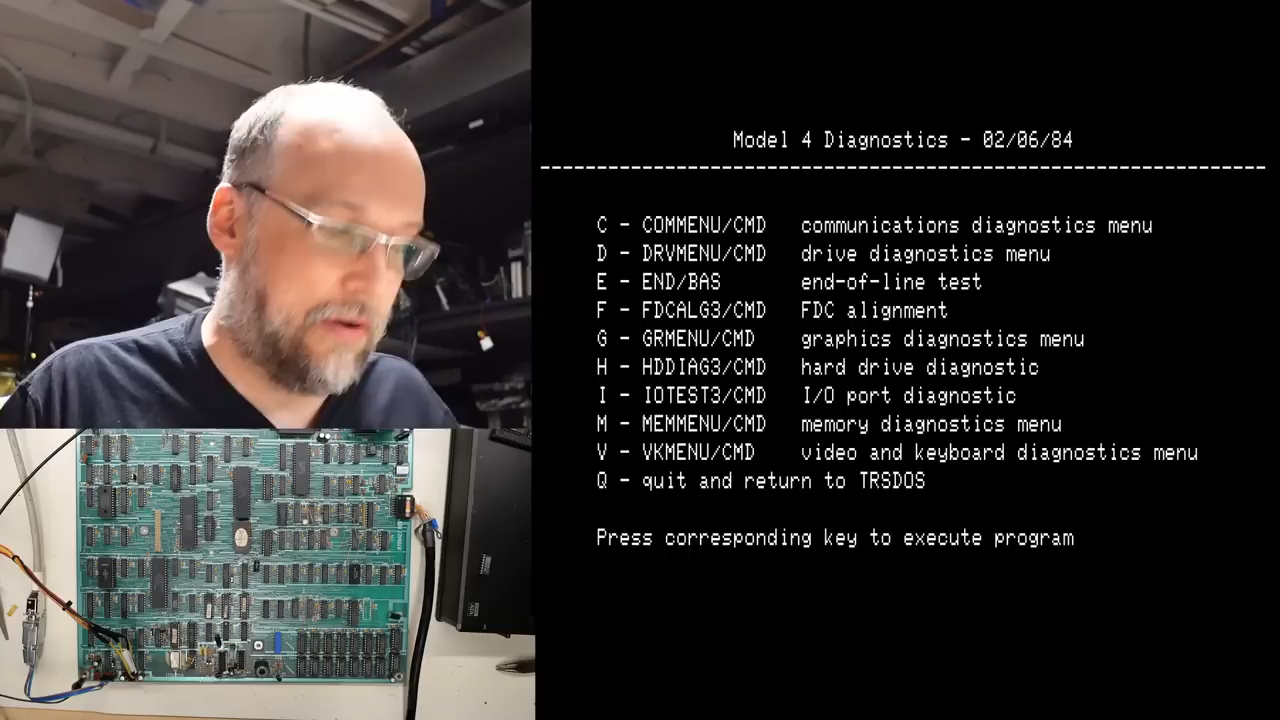 Model 4 Diagnostics - 02/06/84
C - COMMENU/CMD communications diagnostics menu
D - DRVMENU/CMD drive diagnostics menu
E - END/BAS end-of-line test
F - FDCALG3/CMD FDC alignment
G - GRMENU/CMD graphics diagnostics menu
H - HDDIAG3/CMD hard drive diagnostic
I - IOTEST3/CMD I/O port diagnostic
M - MEMMENU/CMD memory diagnostics menu
V - VKMENU/CMD video and keyboard diagnostics menu
Q - quit and return to TRSDOS
Press corresponding key to execute program